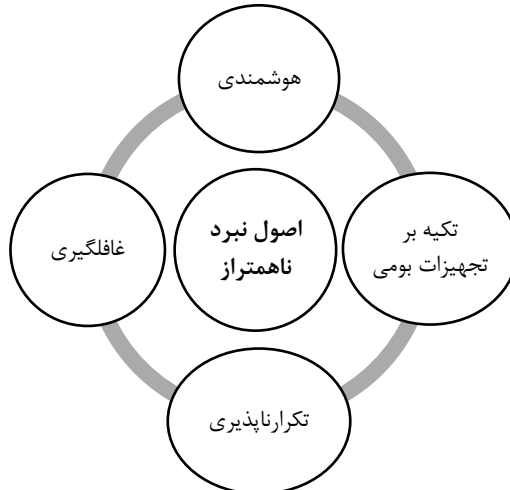 هوشمندی
تکیه بر
تجهیزات بومی
اصول نبرد
ناهمتراز
غافلگیری
تکرارناپذیری